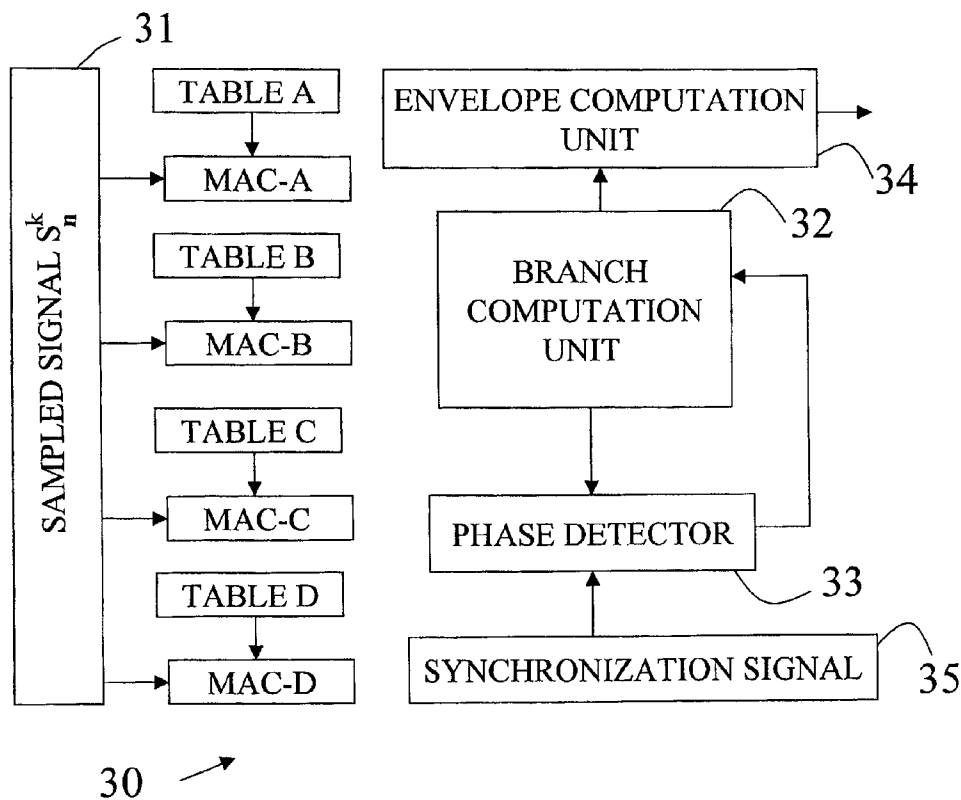 31
SAMPLED SIGNAL S_n^k
TABLE A
MAC-A
TABLE B
MAC-B
TABLE C
MAC-C
TABLE D
MAC-D
ENVELOPE COMPUTATION
UNIT
34
32
BRANCH
COMPUTATION
UNIT
PHASE DETECTOR
33
SYNCHRONIZATION SIGNAL
35
30